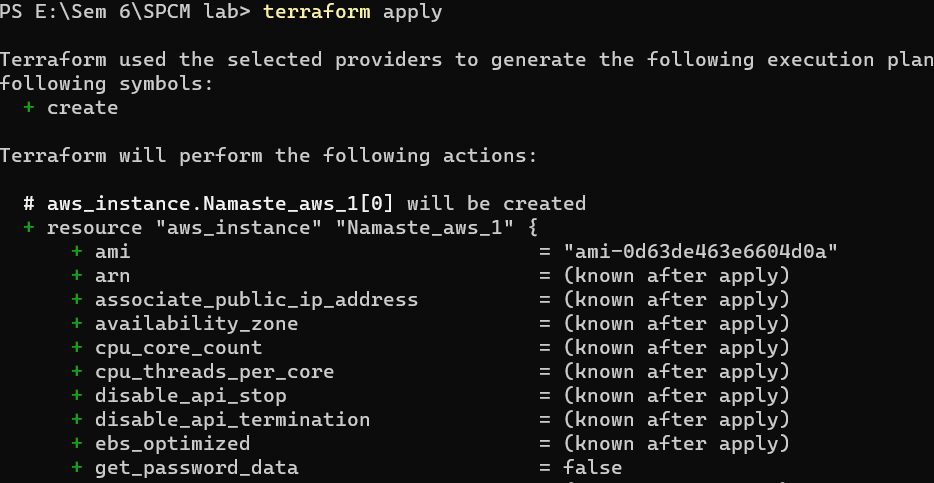 PS E:\Sem 6\SPCM lab> terraform apply
Terraform used the selected providers to generate the following execution plan
following symbols:
+ create
Terraform will perform the following actions:
# aws_instance.Namaste_aws_1[0] will be created
+ resource "aws_instance" "Namaste_aws_1" {
+ ami = "ami-0d63de463e6604d0a"
+ arn = (known after apply)
+ associate_public_ip_address = (known after apply)
+ availability_zone = (known after apply)
+ cpu_core_count = (known after apply)
+ cpu_threads_per_core = (known after apply)
+ disable_api_stop = (known after apply)
+ disable_api_termination = (known after apply)
+ ebs_optimized = (known after apply)
+ get_password_data = false